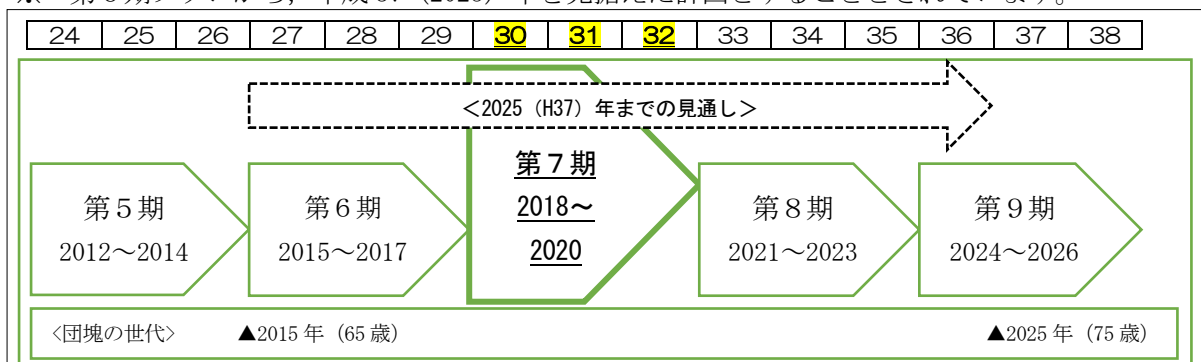 24 25 26 27 28 29 30 31 32 33 34 35 36 37 38
<2025（H37）年までの見通し>
第５期
2012～2014
第６期
2015～2017
第７期
2018～
2020
第８期
2021～2023
第９期
2024～2026
<団塊の世代> ▲2015年（65歳） ▲2025年（75歳）